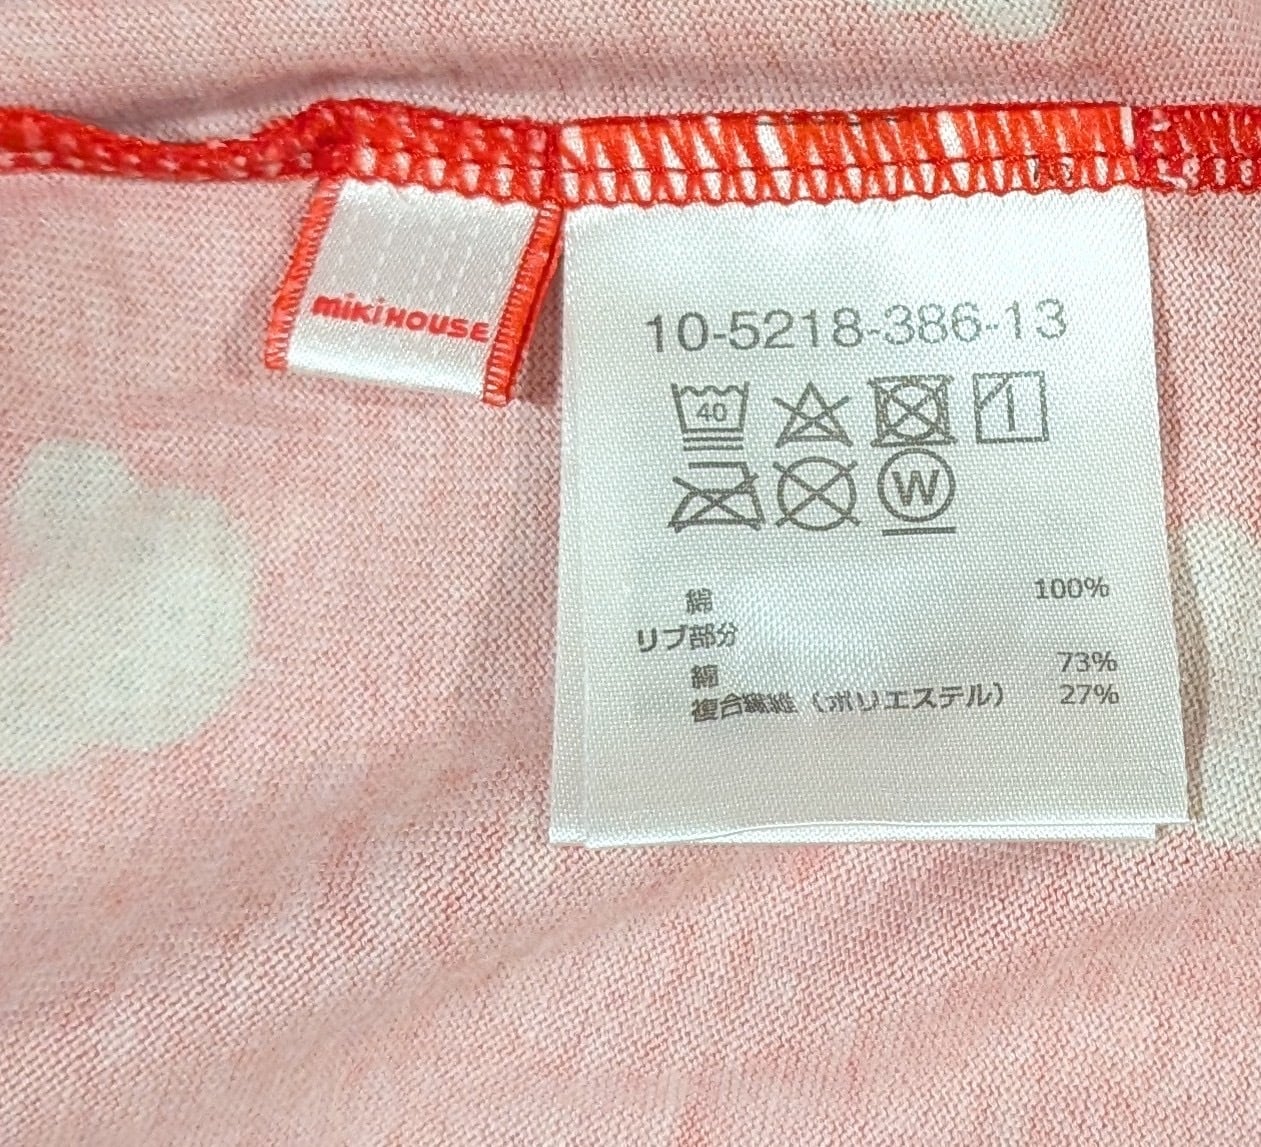 mikiHOUSE
10-5218-386-13
40
W
綿 100%
リブ部分
綿 73%
複合繊維（ポリエステル） 27%